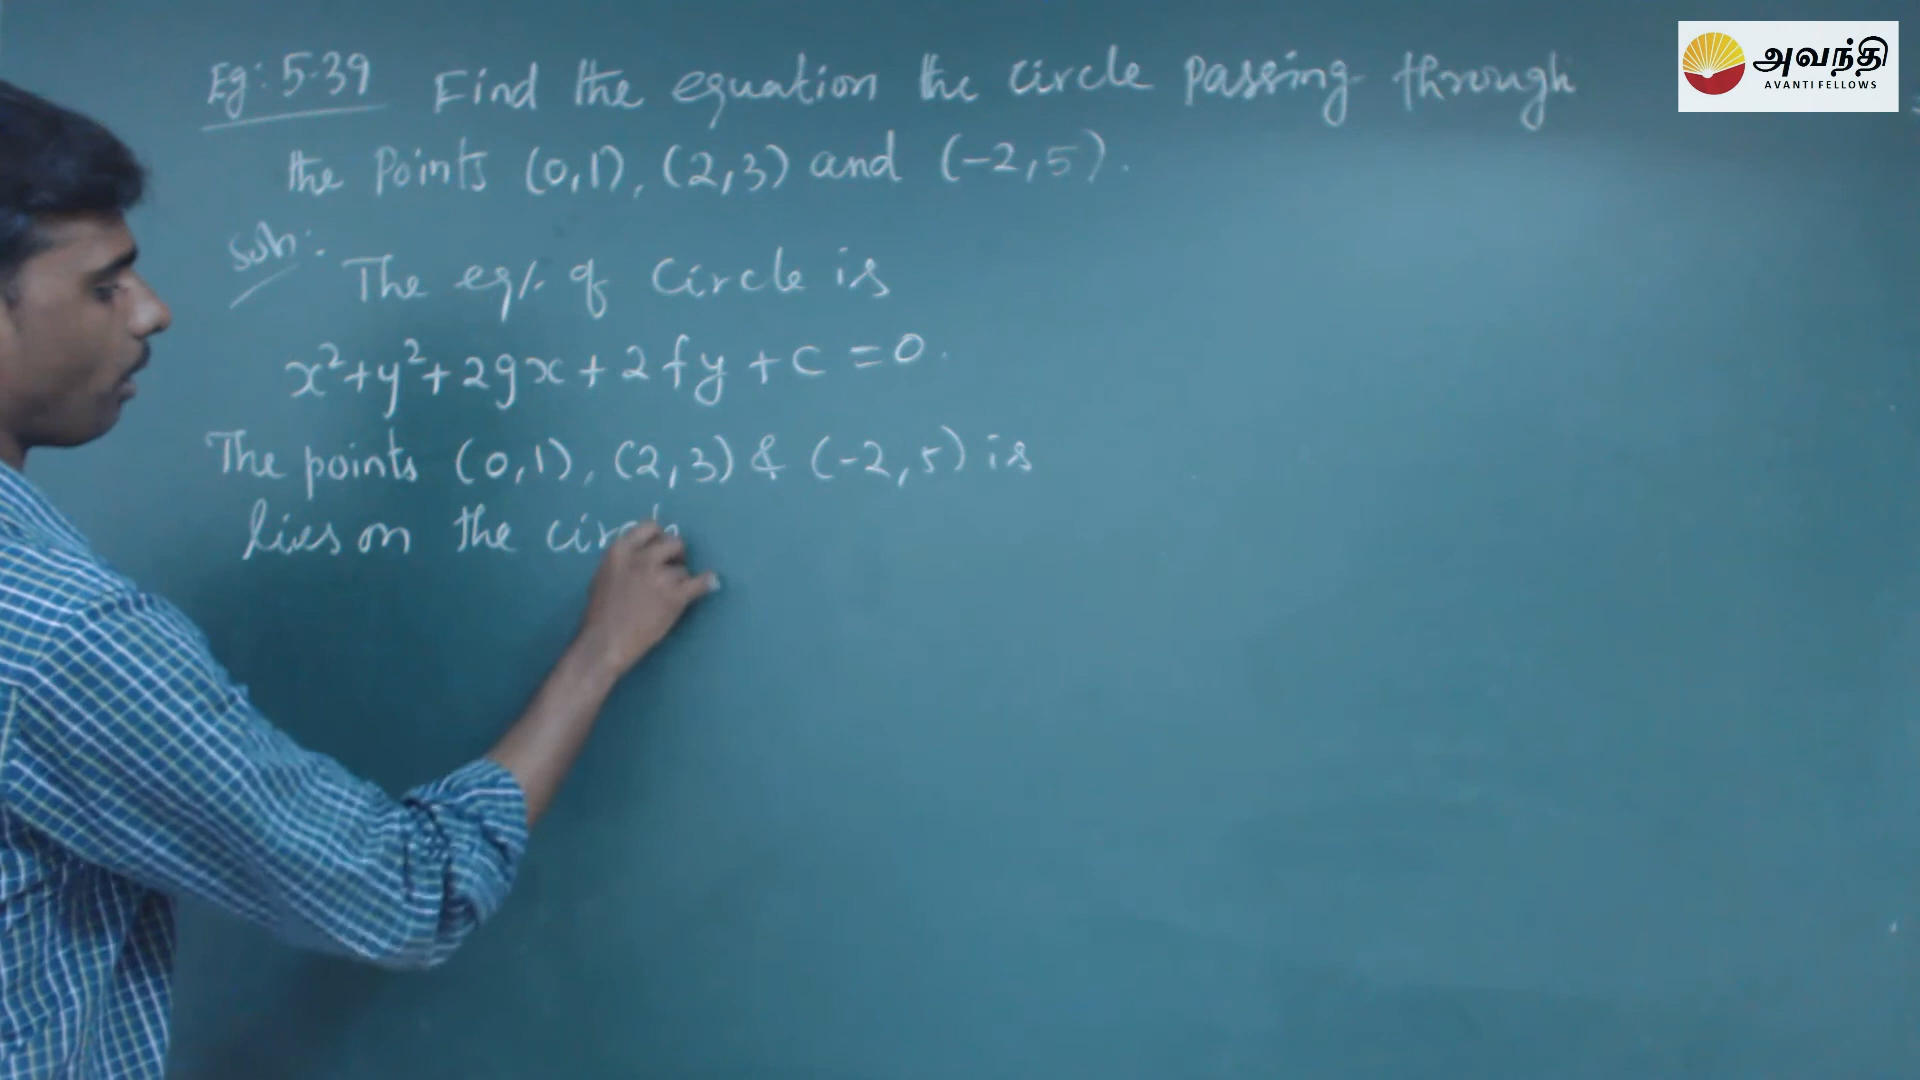 Eg: 5.39 Find the equation the circle passing through
the points (0,1), (2,3) and (-2,5).
Soln:
The eq/. of circle is
x²+y²+2gx+2fy+c=0.
The points (0,1), (2,3) & (-2,5) is
lies on the circle
அவந்தி
AVANTI FELLOWS